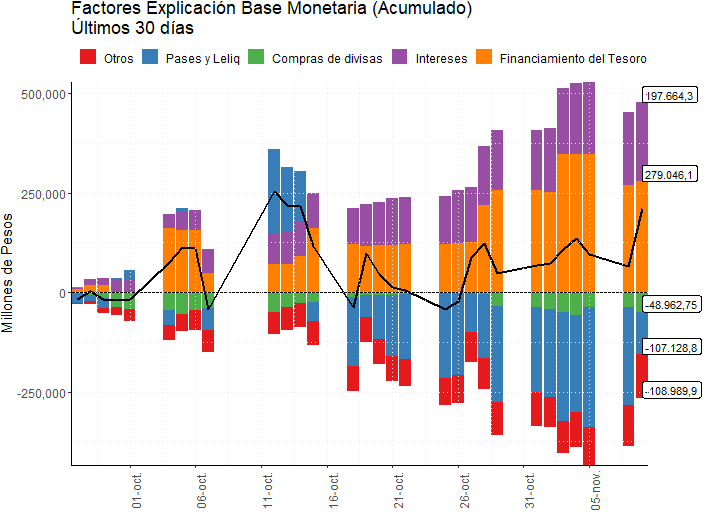 Factores Explicación Base Monetaria (Acumulado)
Últimos 30 días
Otros Pases y Leliq Compras de divisas Intereses Financiamiento del Tesoro
Millones de Pesos
500,000
250,000
0
-250,000
197.664,3
279.046,1
-48.962,75
-107.128,8
-108.989,9
01-oct.
06-oct.
11-oct.
16-oct.
21-oct.
26-oct.
31-oct.
05-nov.